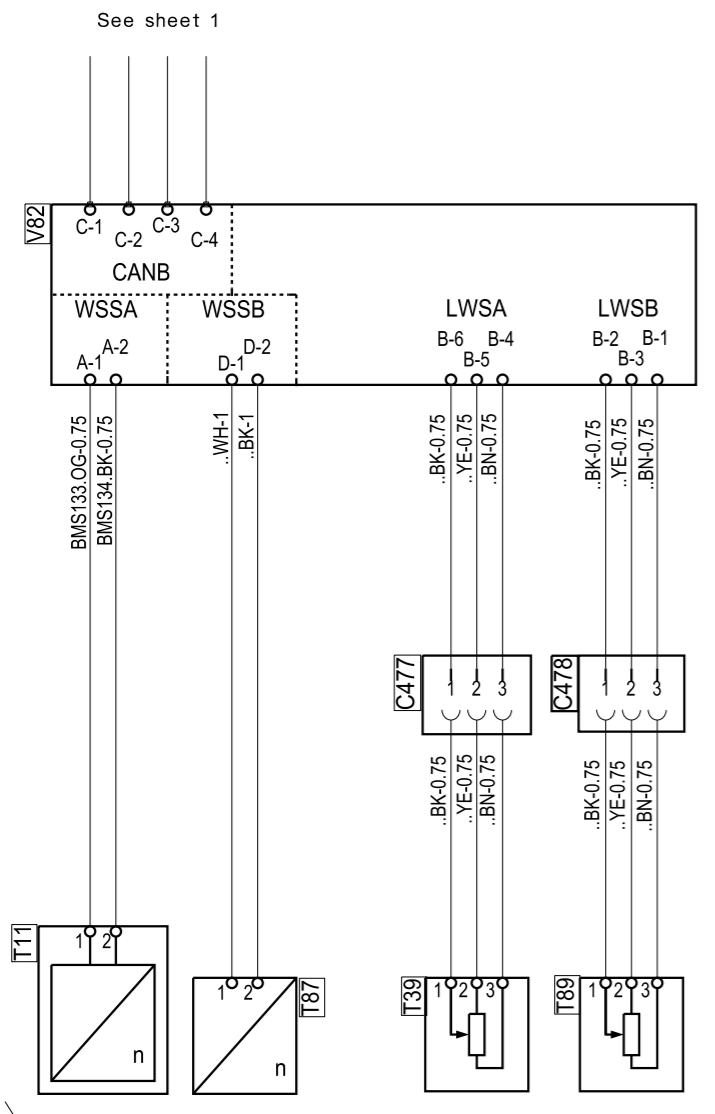 See sheet 1
V82
C-1 C-2 C-3 C-4
CANB
WSSA WSSB LWSA LWSB
A-1 A-2 D-1 D-2 B-6 B-5 B-4 B-2 B-3 B-1
BMS133.OG-0.75
BMS134.BK-0.75
..WH-1
..BK-1
..BK-0.75
..YE-0.75
..BN-0.75
..BK-0.75
..YE-0.75
..BN-0.75
C477
1 2 3
C478
1 2 3
..BK-0.75
..YE-0.75
..BN-0.75
..BK-0.75
..YE-0.75
..BN-0.75
T11
1 2
n
T87
1 2
n
T39
1 2 3
T89
1 2 3